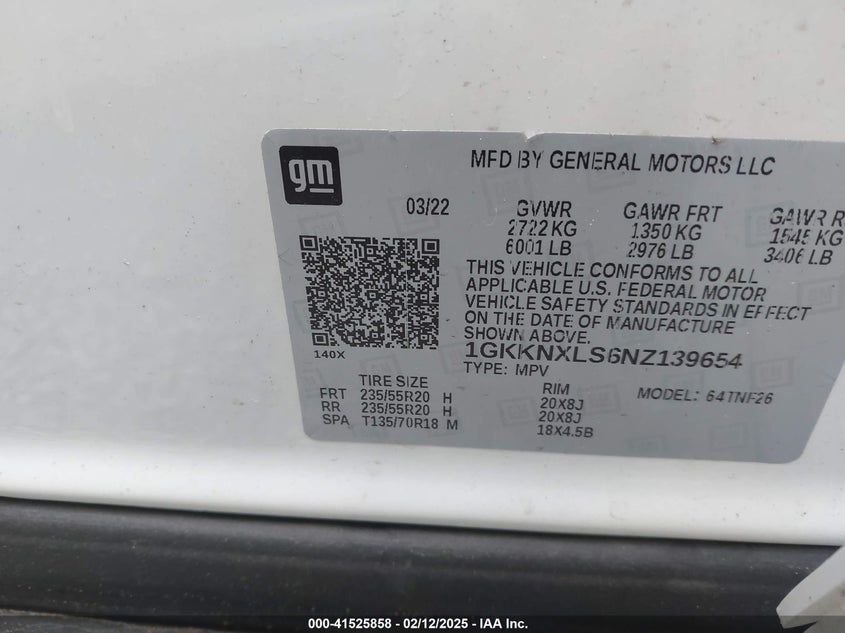 gm
MFD BY GENERAL MOTORS LLC
03/22
GVWR
2722 KG
6001 LB
GAWR FRT
1350 KG
2976 LB
GAWR R
1545 KG
3406 LB
THIS VEHICLE CONFORMS TO ALL
APPLICABLE U.S. FEDERAL MOTOR
VEHICLE SAFETY STANDARDS IN EFFECT
ON THE DATE OF MANUFACTURE
SHOWN ABOVE.
1GKKNXLS6NZ139654
TYPE: MPV
140X
TIRE SIZE
FRT 235/55R20 H
RR 235/55R20 H
SPA T135/70R18 M
RIM
20X8J
20X8J
18X4.5B
MODEL: 64TNF26
000-41525858 - 02/12/2025 - IAA Inc.